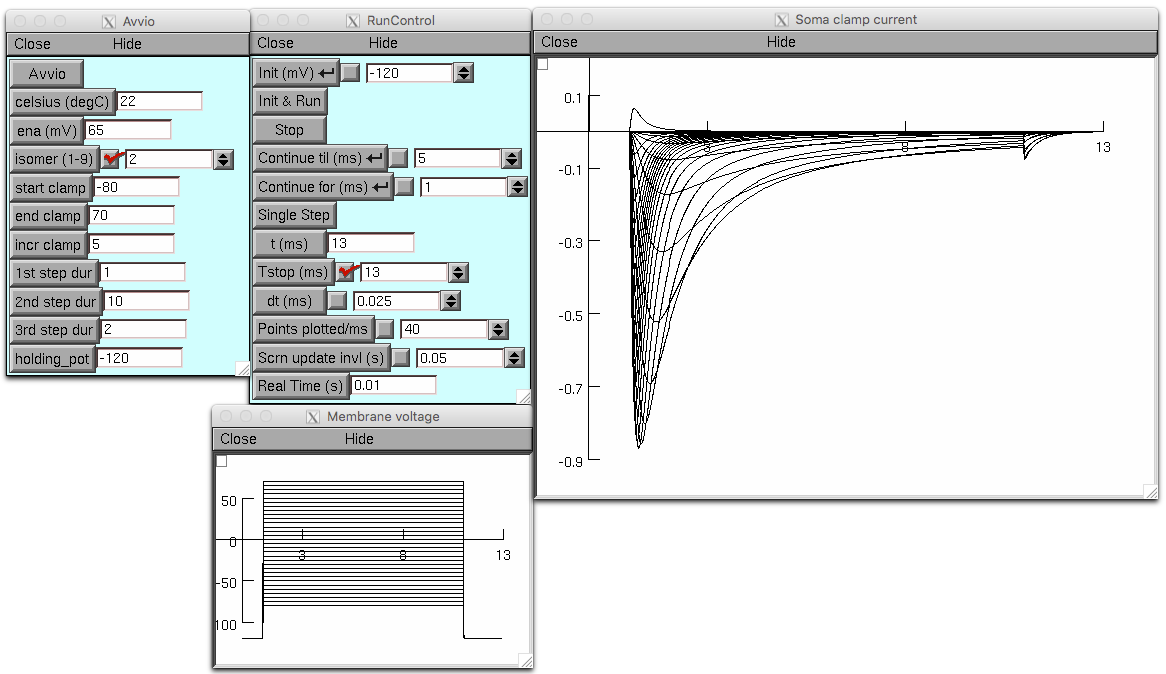 Avvio
Close Hide
Avvio
celsius (degC) 22
ena (mV) 65
isomer (1-9) 2
start clamp -80
end clamp 70
incr clamp 5
1st step dur 1
2nd step dur 10
3rd step dur 2
holding_pot -120
RunControl
Close Hide
Init (mV) -120
Init & Run
Stop
Continue til (ms) 5
Continue for (ms) 1
Single Step
t (ms) 13
Tstop (ms) 13
dt (ms) 0.025
Points plotted/ms 40
Scrn update invl (s) 0.05
Real Time (s) 0.01
Soma clamp current
Close Hide
0.1
3 8 13
-0.1
-0.3
-0.5
-0.7
-0.9
Membrane voltage
Close Hide
50
0
3 8 13
-50
100